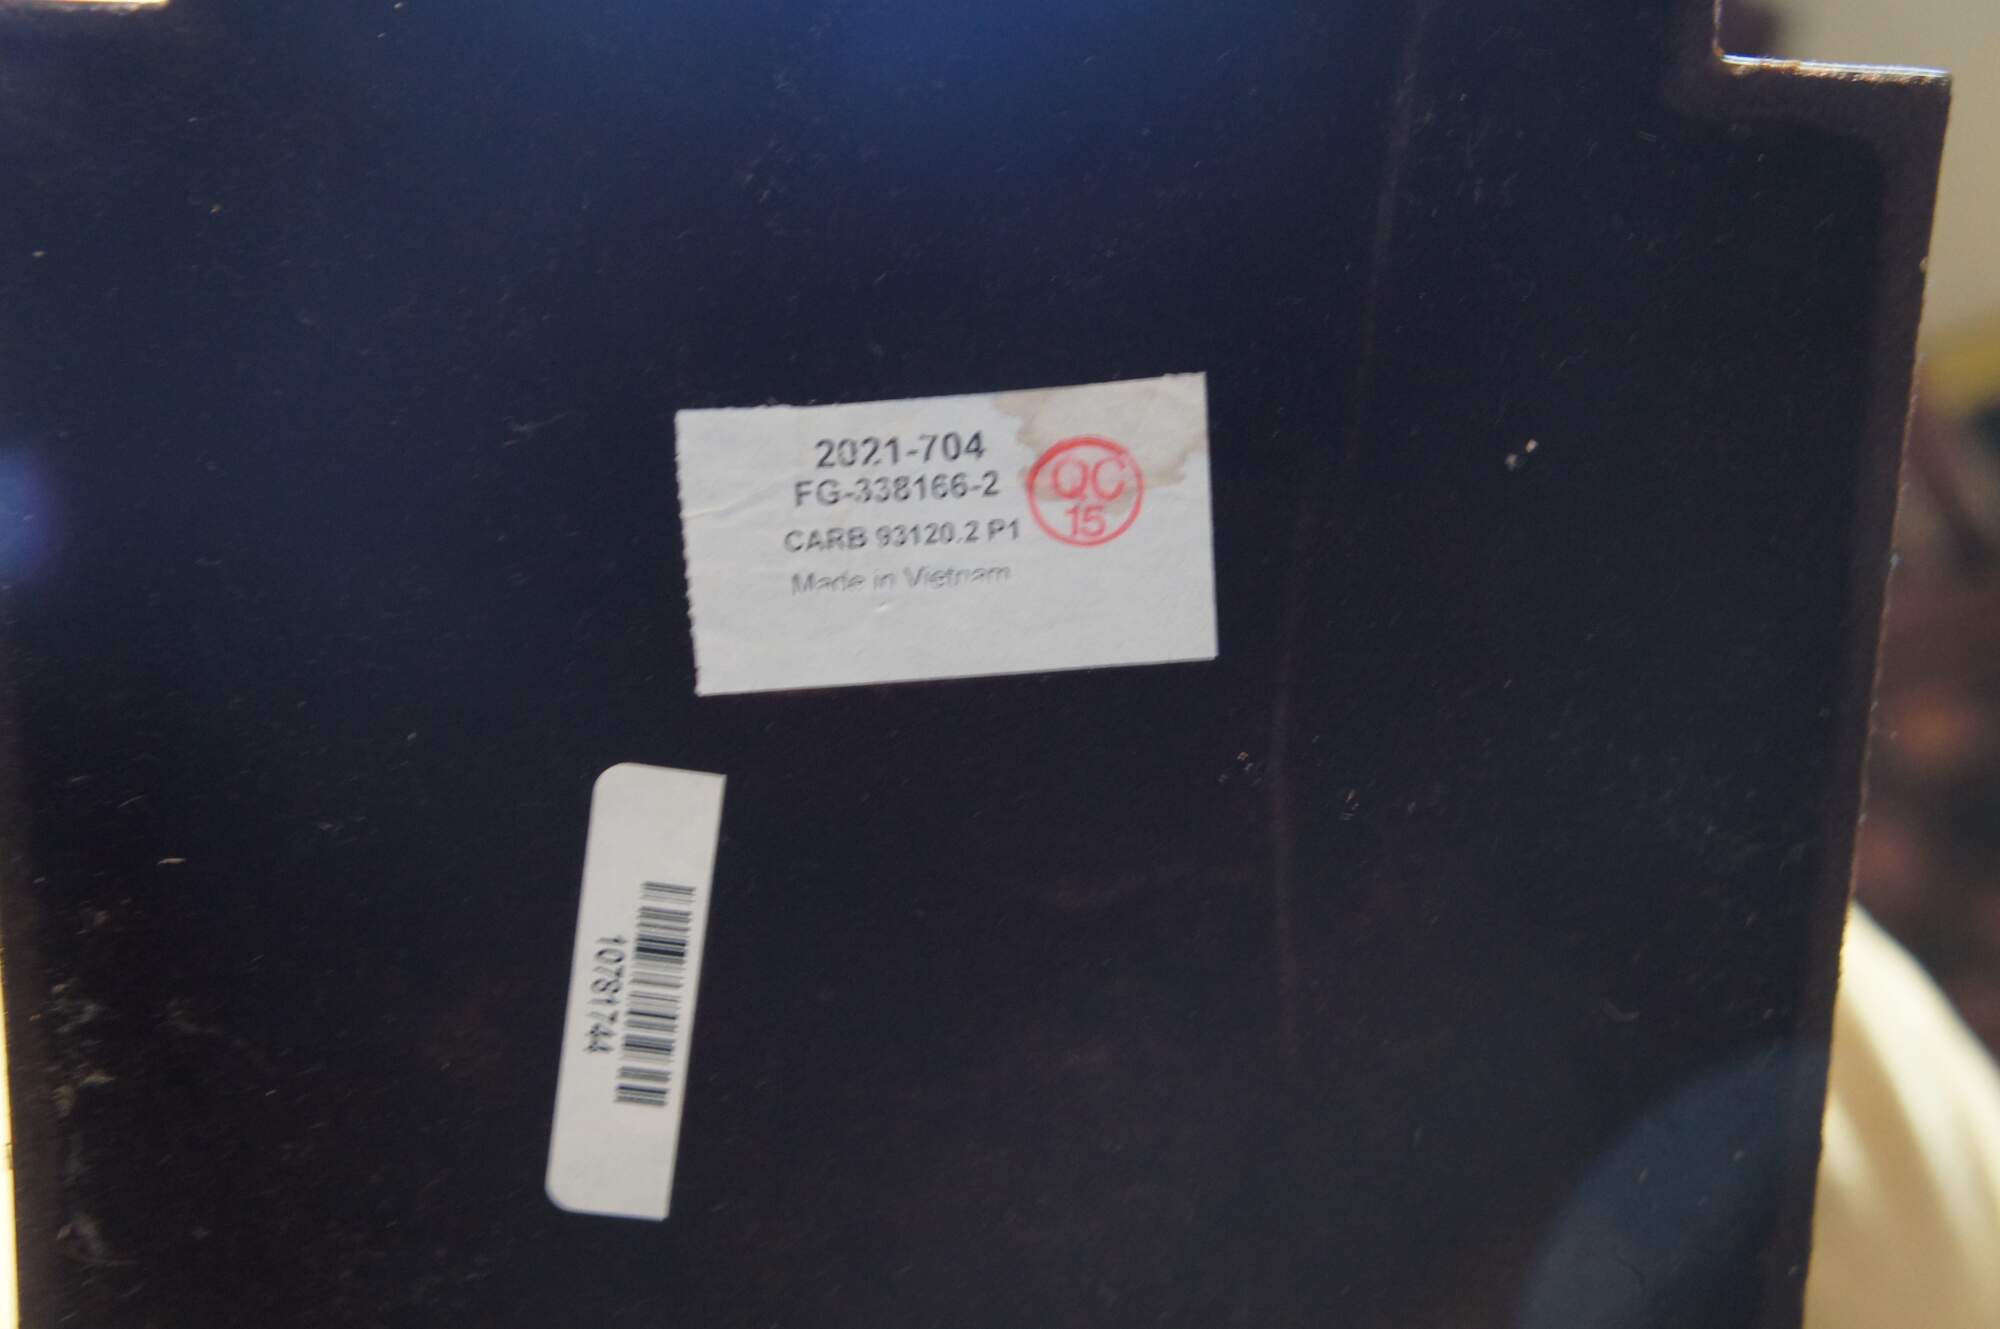 2021-704
FG-338166-2
CARB 93120.2 P1
Made in Vietnam
QC
15
10781744